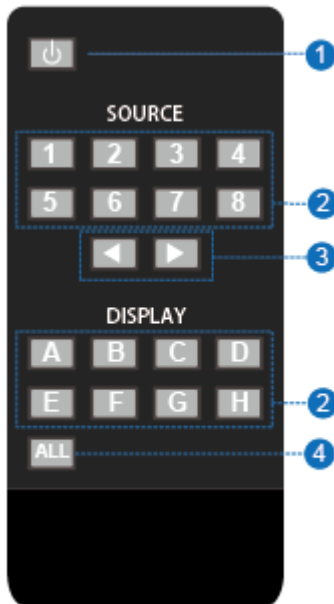 1
SOURCE
1 2 3 4
5 6 7 8 2
3
DISPLAY
A B C D
E F G H 2
ALL 4